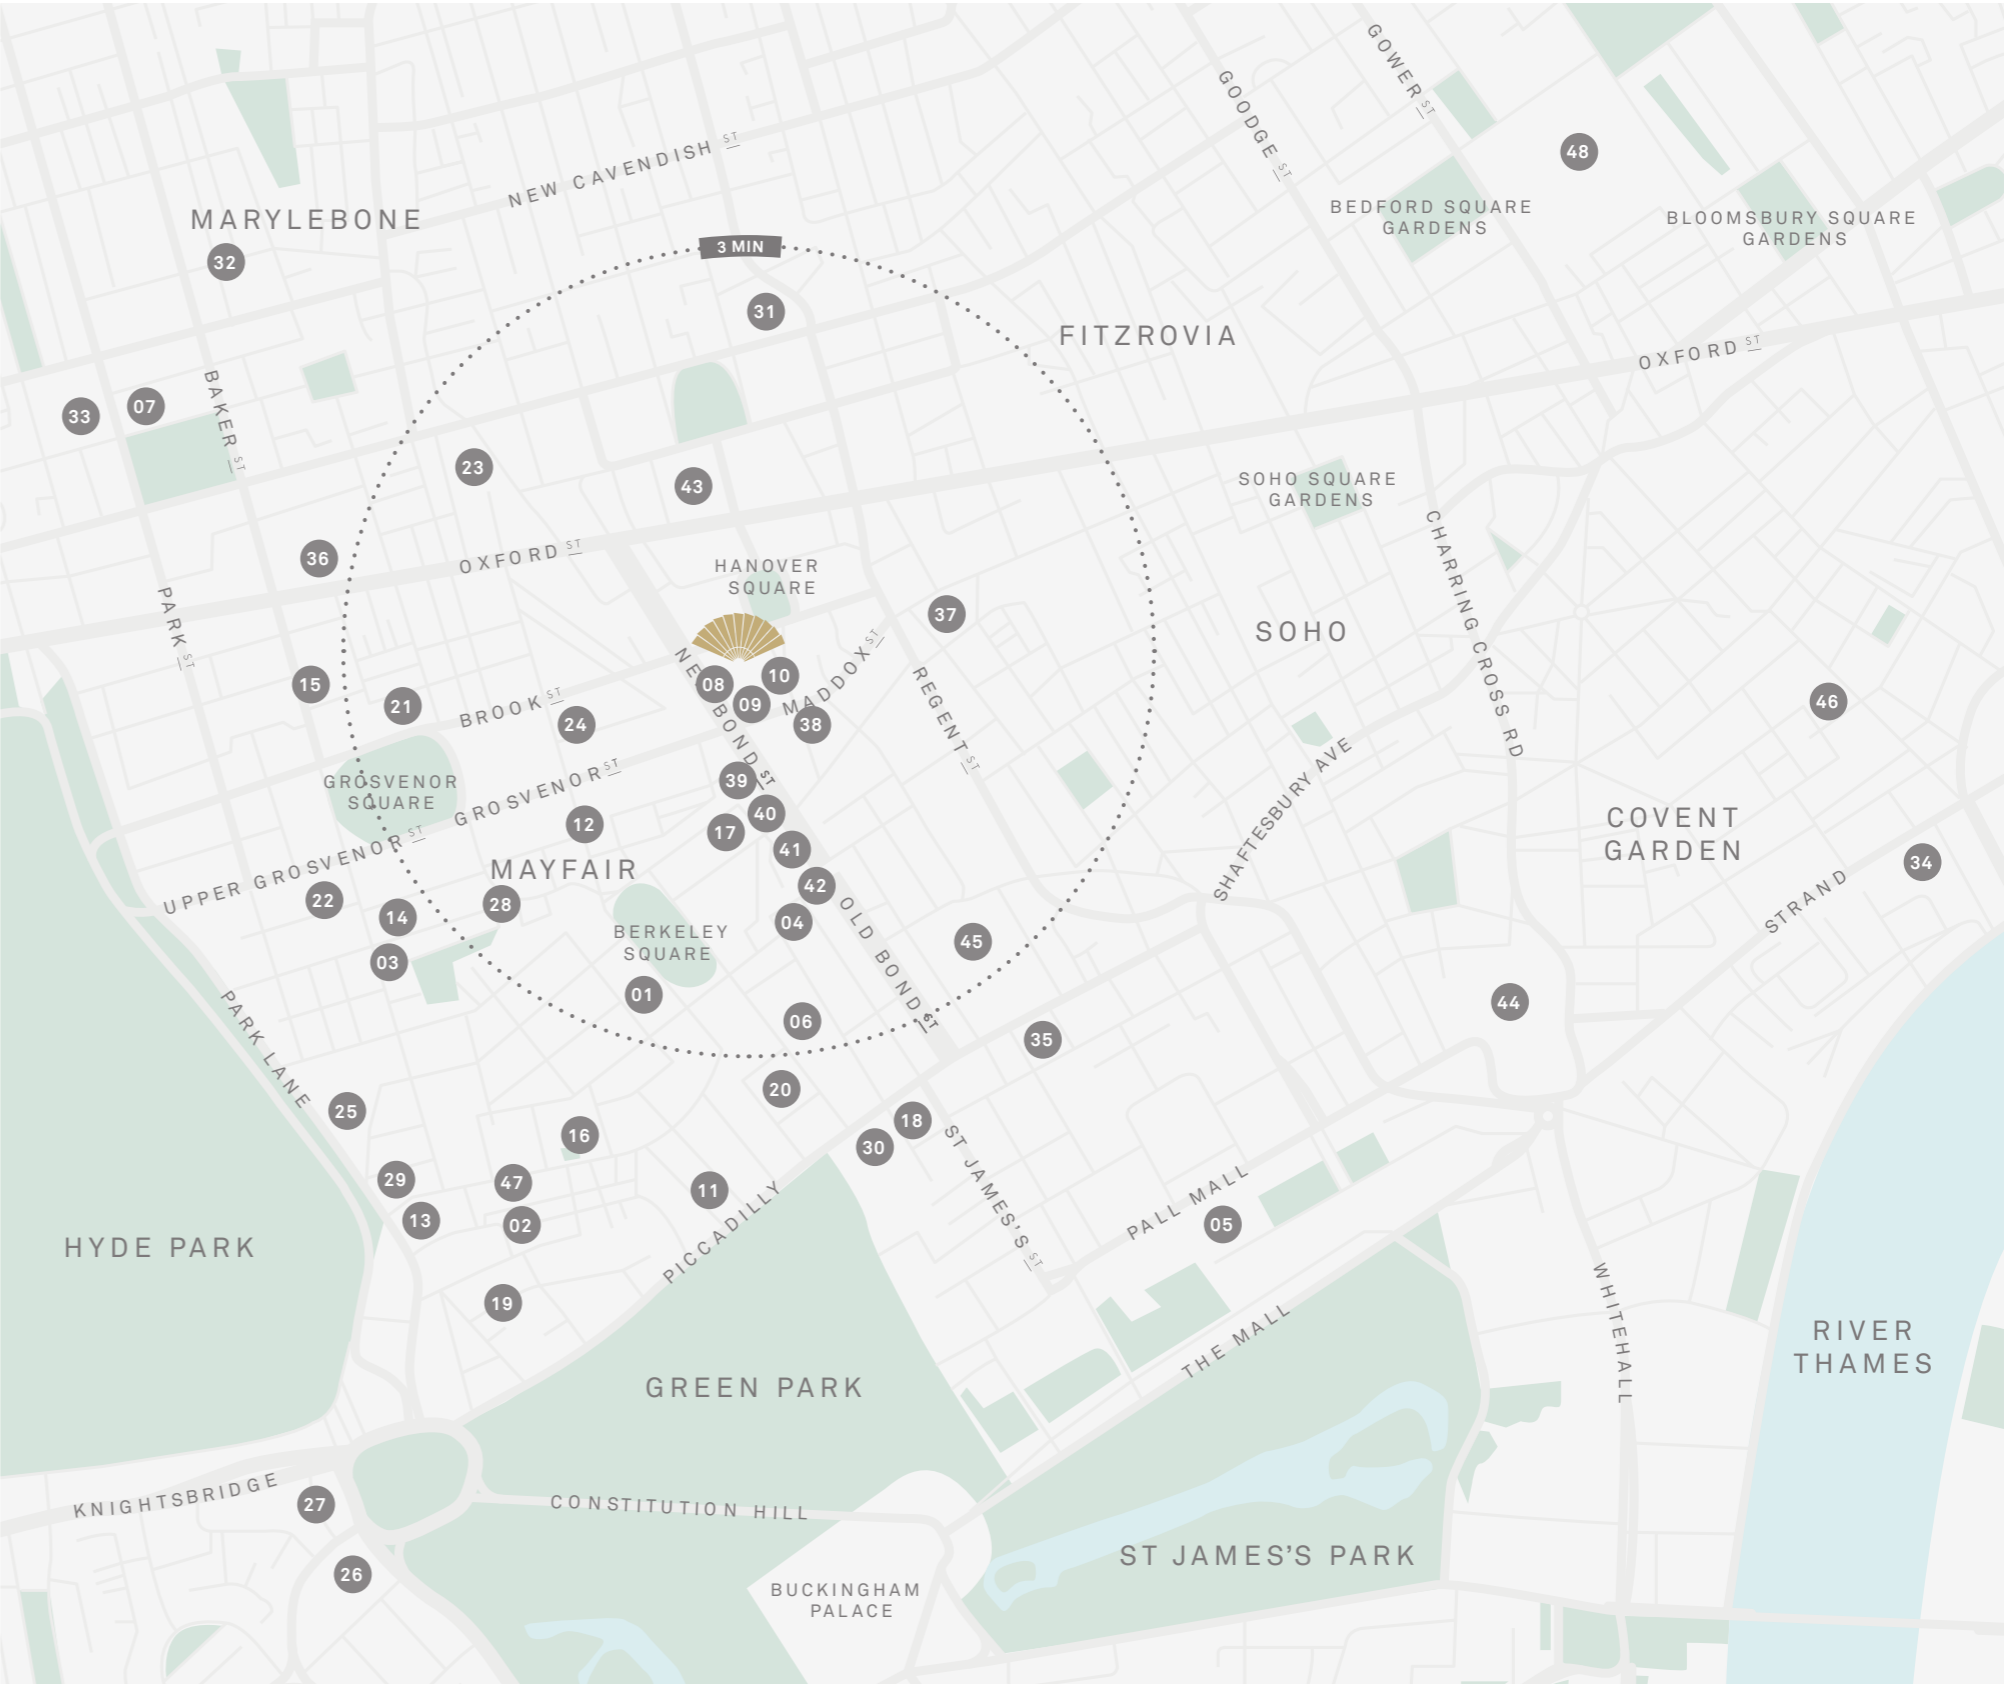 GOWER ST
GOODGE ST
NEW CAVENDISH ST
48
MARYLEBONE
BEDFORD SQUARE
GARDENS
BLOOMSBURY SQUARE
GARDENS
32
3 MIN
31
FITZROVIA
OXFORD ST
33
07
BAKER ST
23
43
SOHO SQUARE
GARDENS
36
OXFORD ST
HANOVER
SQUARE
CHARRING CROSS RD
PARK ST
37
SOHO
15
21
BROOK ST
24
NEW BOND ST
08
10
09
MADDOX ST
38
REGENT ST
46
GROSVENOR
SQUARE
GROSVENOR ST
39
SHAFTESBURY AVE
12
17
40
41
COVENT
GARDEN
UPPER GROSVENOR ST
MAYFAIR
42
34
22
14
28
04
OLD BOND ST
STRAND
BERKELEY
SQUARE
45
03
01
06
44
PARK LANE
35
20
25
16
18
30
ST JAMES'S ST
29
47
11
PICCADILLY
PALL MALL
13
02
05
HYDE PARK
19
WHITEHALL
THE MALL
RIVER
THAMES
GREEN PARK
KNIGHTSBRIDGE
27
CONSTITUTION HILL
26
ST JAMES'S PARK
BUCKINGHAM
PALACE